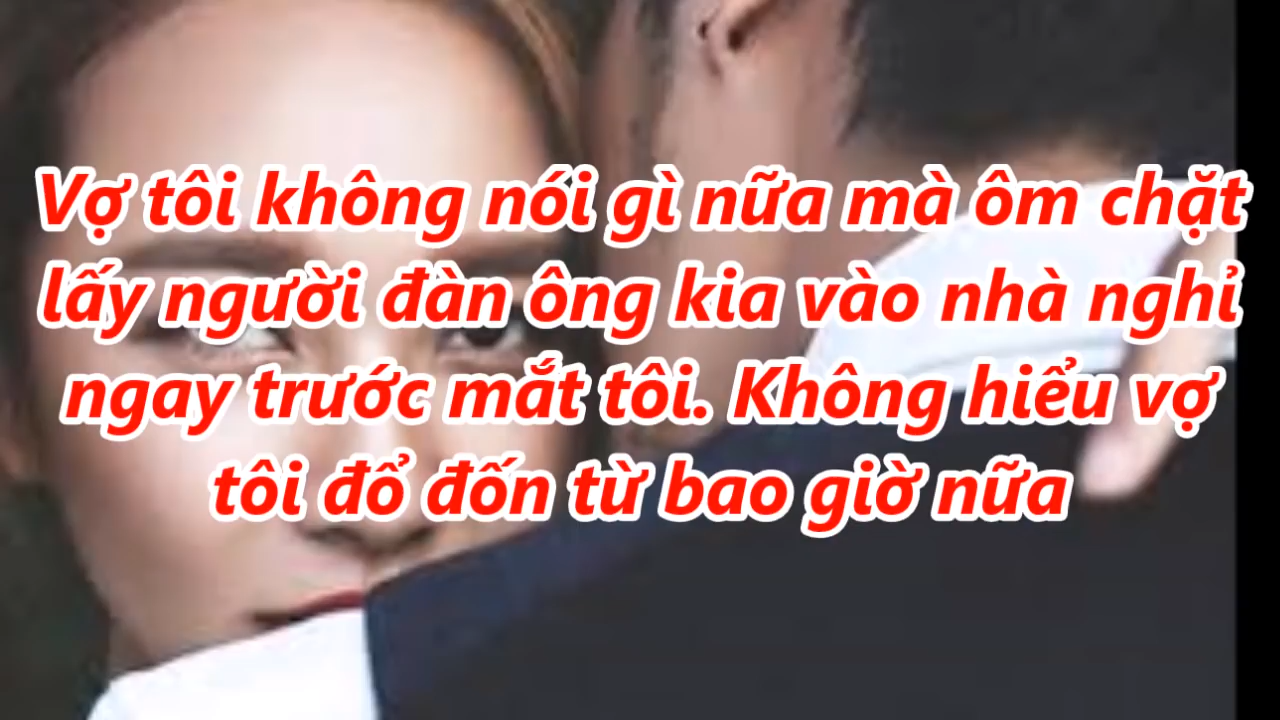 Vợ tôi không nói gì nữa mà ôm chặt
lấy người đàn ông kia vào nhà nghỉ
ngay trước mắt tôi. Không hiểu vợ
tôi đổ đốn từ bao giờ nữa